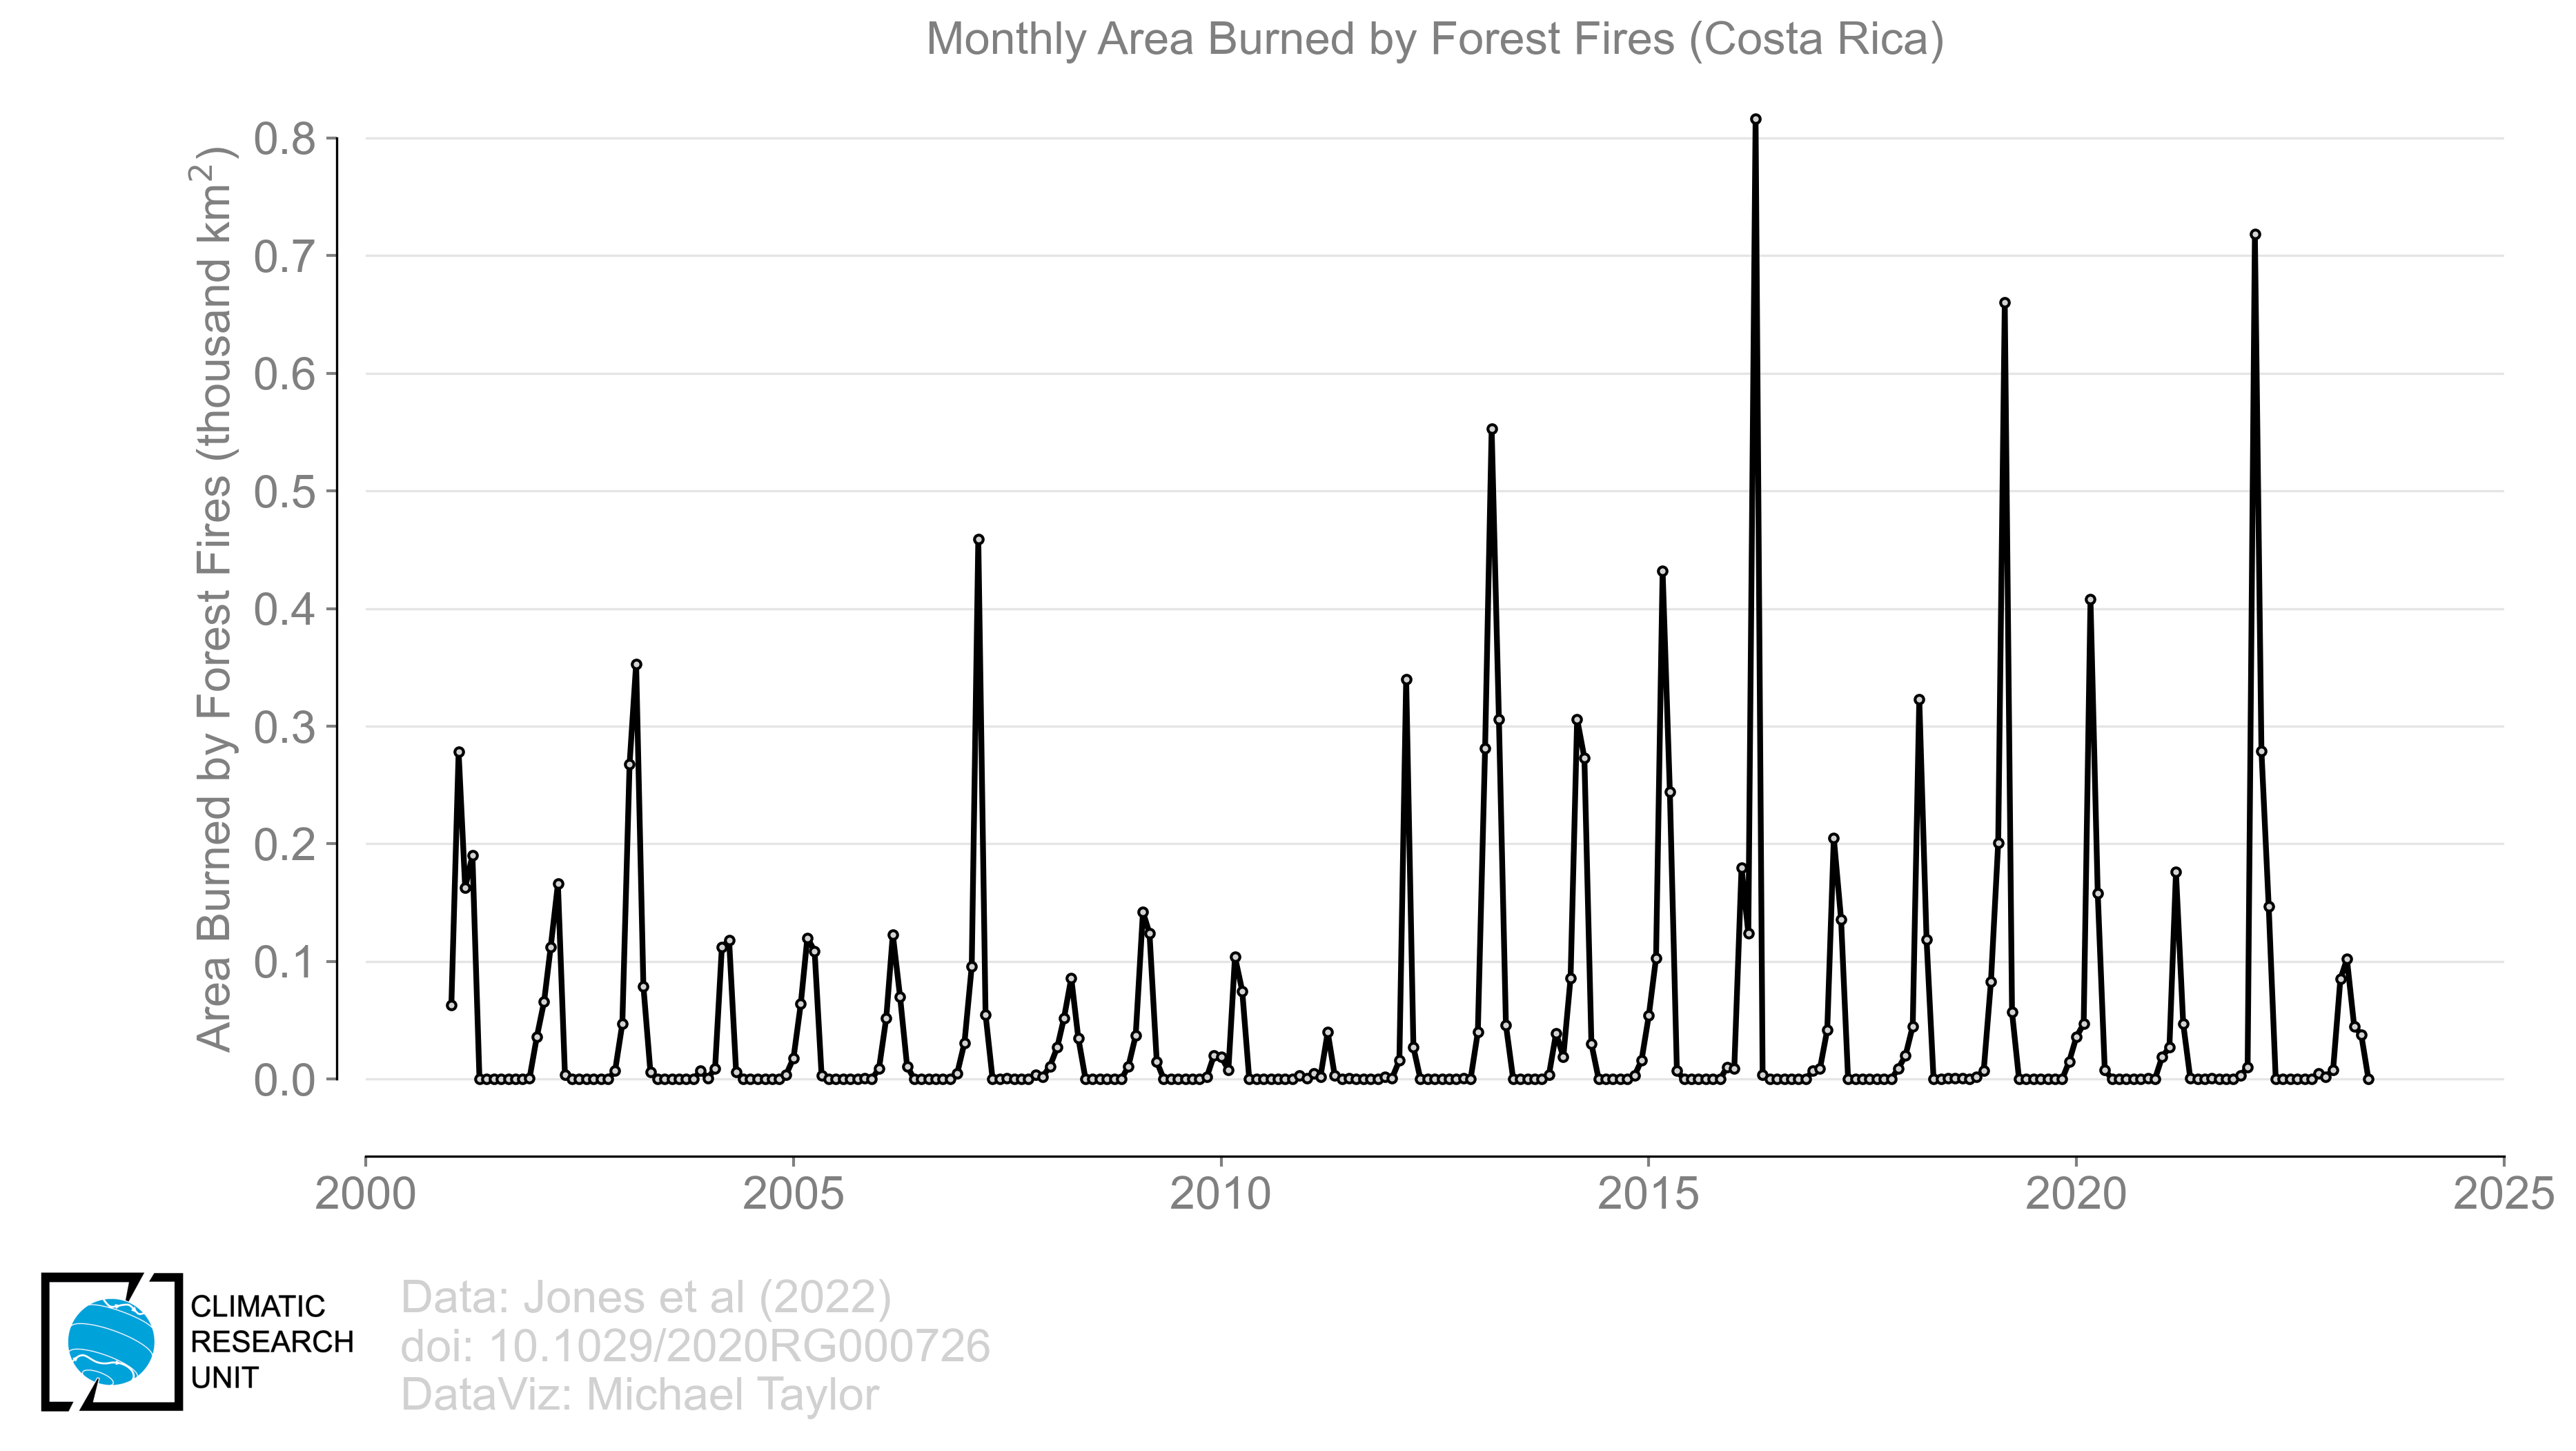 Monthly Area Burned by Forest Fires (Costa Rica)
Area Burned by Forest Fires (thousand km²)
0.8
0.7
0.6
0.5
0.4
0.3
0.2
0.1
0.0
2000 2005 2010 2015 2020 2025
CLIMATIC
RESEARCH
UNIT
Data: Jones et al (2022)
doi: 10.1029/2020RG000726
DataViz: Michael Taylor